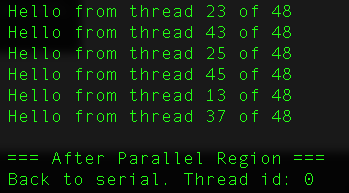 Hello from thread 23 of 48
Hello from thread 43 of 48
Hello from thread 25 of 48
Hello from thread 45 of 48
Hello from thread 13 of 48
Hello from thread 37 of 48
=== After Parallel Region ===
Back to serial. Thread id: 0